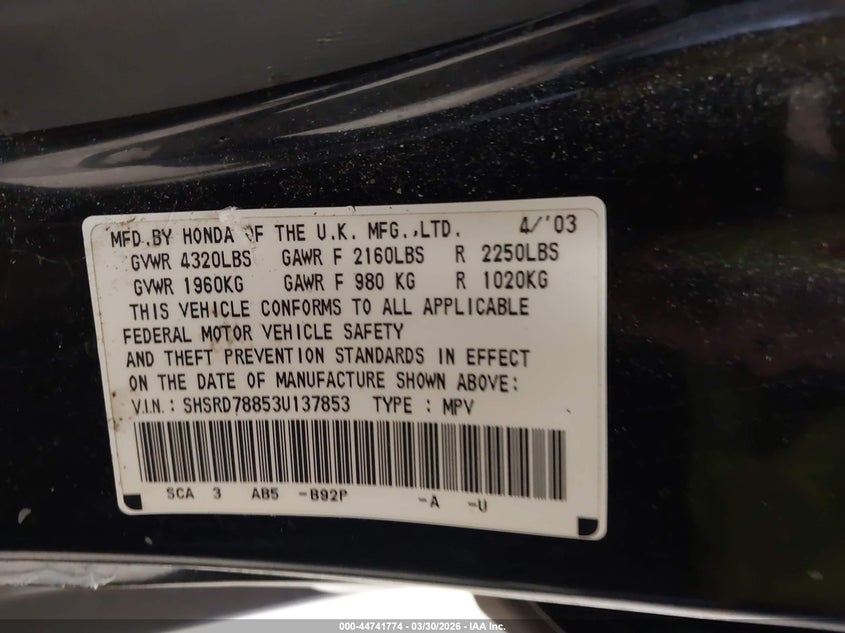 MFD.BY HONDA OF THE U.K. MFG.,LTD. 4/'03
GVWR 4320LBS GAWR F 2160LBS R 2250LBS
GVWR 1960KG GAWR F 980 KG R 1020KG
THIS VEHICLE CONFORMS TO ALL APPLICABLE
FEDERAL MOTOR VEHICLE SAFETY
AND THEFT PREVENTION STANDARDS IN EFFECT
ON THE DATE OF MANUFACTURE SHOWN ABOVE:
V.I.N.: SHSRD78853U137853 TYPE : MPV
SCA 3 AB5 -B92P -A -U
000-44741774 - 03/30/2026 - IAA Inc.